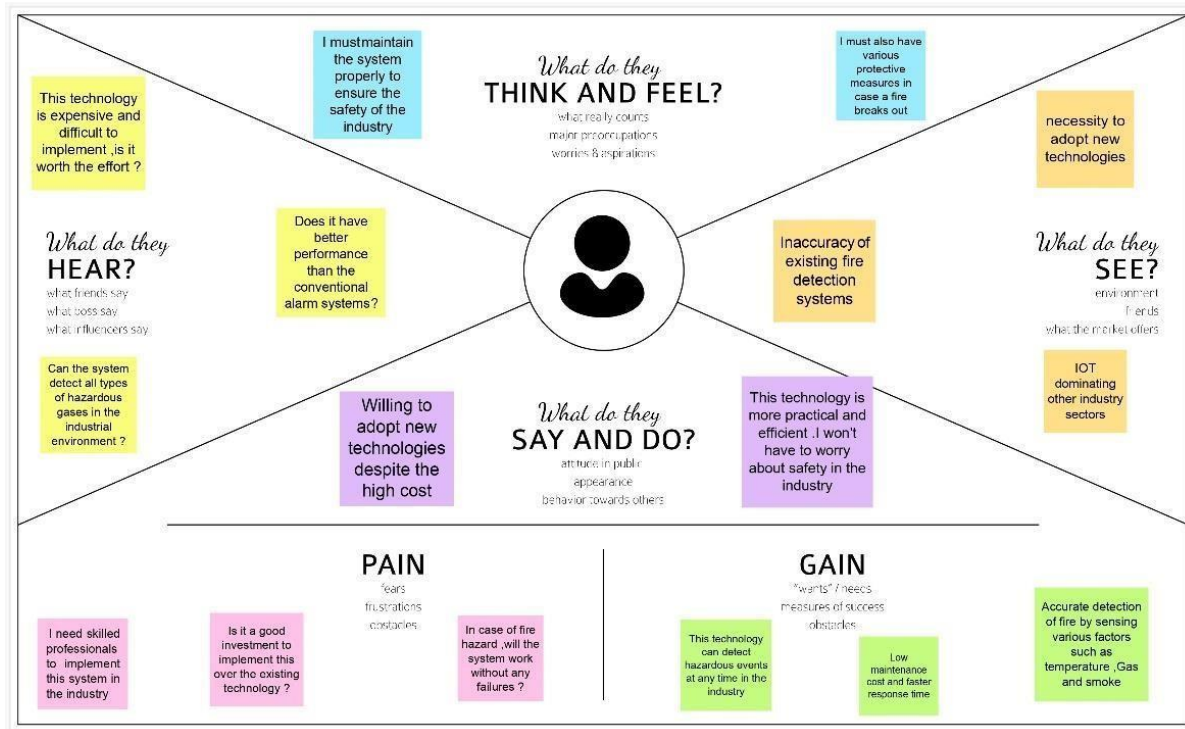 What do they
THINK AND FEEL?
what really counts
major preoccupations
worries & aspirations
I mustmaintain
the system
properly to
ensure the
safety of the
industry
I must also have
various
protective
measures in
case a fire
breaks out
This technology
is expensive and
difficult to
implement ,is it
worth the effort ?
Does it have
better
performance
than the
conventional
alarm systems?
What do they
HEAR?
what friends say
what boss say
what influencers say
Can the system
detect all types
of hazardous
gases in the
industrial
environment ?
necessity to
adopt new
technologies
Inaccuracy of
existing fire
detection
systems
What do they
SEE?
environment
friends
what the market offers
IOT
dominating
other industry
sectors
Willing to
adopt new
technologies
despite the
high cost
What do they
SAY AND DO?
attitude in public
appearance
behavior towards others
This technology is
more practical and
efficient .I won't
have to worry
about safety in the
industry
PAIN
fears
frustrations
obstacles
I need skilled
professionals
to implement
this system in
the industry
Is it a good
investment to
implement this
over the existing
technology ?
In case of fire
hazard ,will the
system work
without any
failures ?
GAIN
"wants" / needs
measures of success
obstacles
This technology
can detect
hazardous events
at any time in the
industry
Low
maintenance
cost and faster
response time
Accurate detection
of fire by sensing
various factors
such as
temperature ,Gas
and smoke